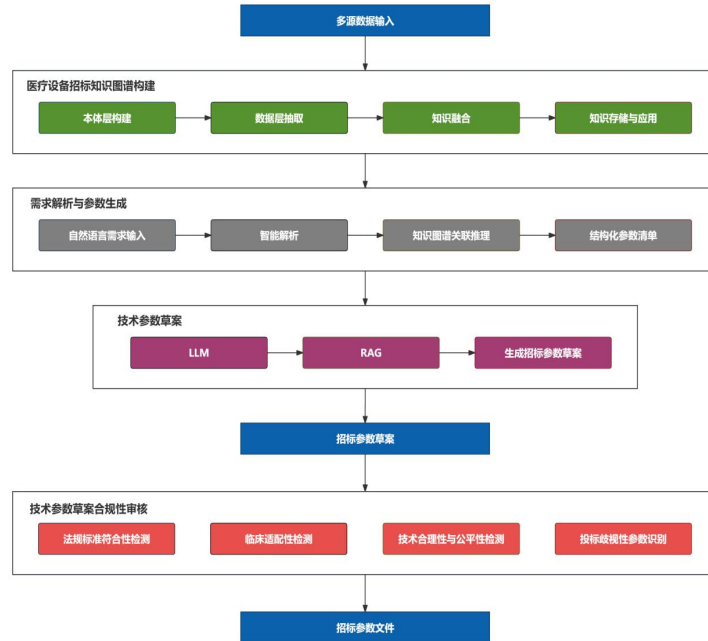 多源数据输入
医疗设备招标知识图谱构建
本体层构建
数据层抽取
知识融合
知识存储与应用
需求解析与参数生成
自然语言需求输入
智能解析
知识图谱关联推理
结构化参数清单
技术参数草案
LLM
RAG
生成招标参数草案
招标参数草案
技术参数草案合规性审核
法规标准符合性检测
临床适配性检测
技术合理性与公平性检测
投标歧视性参数识别
招标参数文件